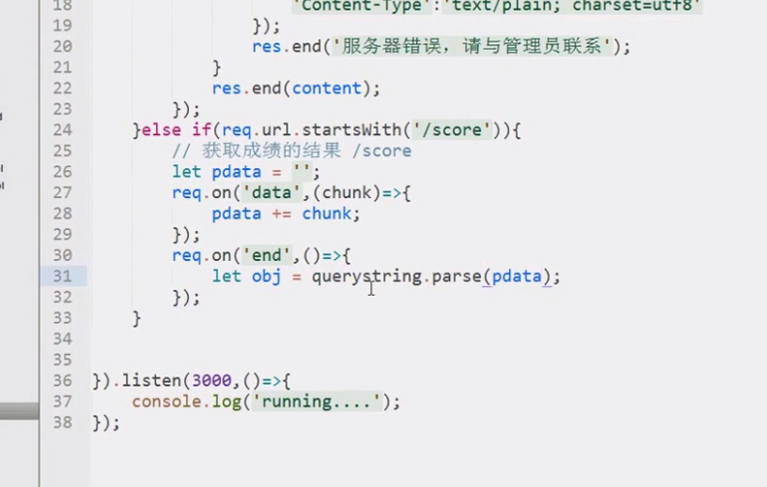 18 'Content-Type':'text/plain; charset=utf8'
19 });
20 res.end('服务器错误，请与管理员联系');
21 }
22 res.end(content);
23 });
24 }else if(req.url.startsWith('/score')){
25 // 获取成绩的结果 /score
26 let pdata = '';
27 req.on('data',(chunk)=>{
28 pdata += chunk;
29 });
30 req.on('end',()=>{
31 let obj = querystring.parse(pdata);
32 });
33 }
34
35
36 }).listen(3000,()=>{
37 console.log('running....');
38 });